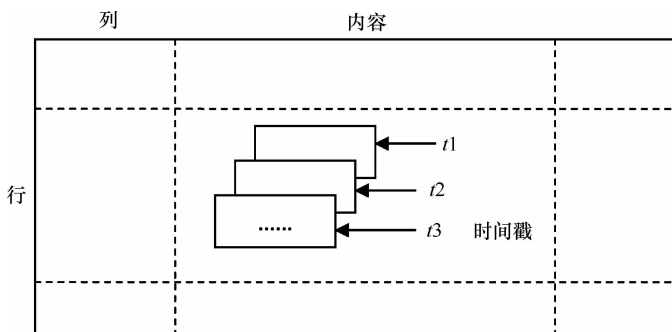 列
内容
t1
行
t2
......
t3 时间戳